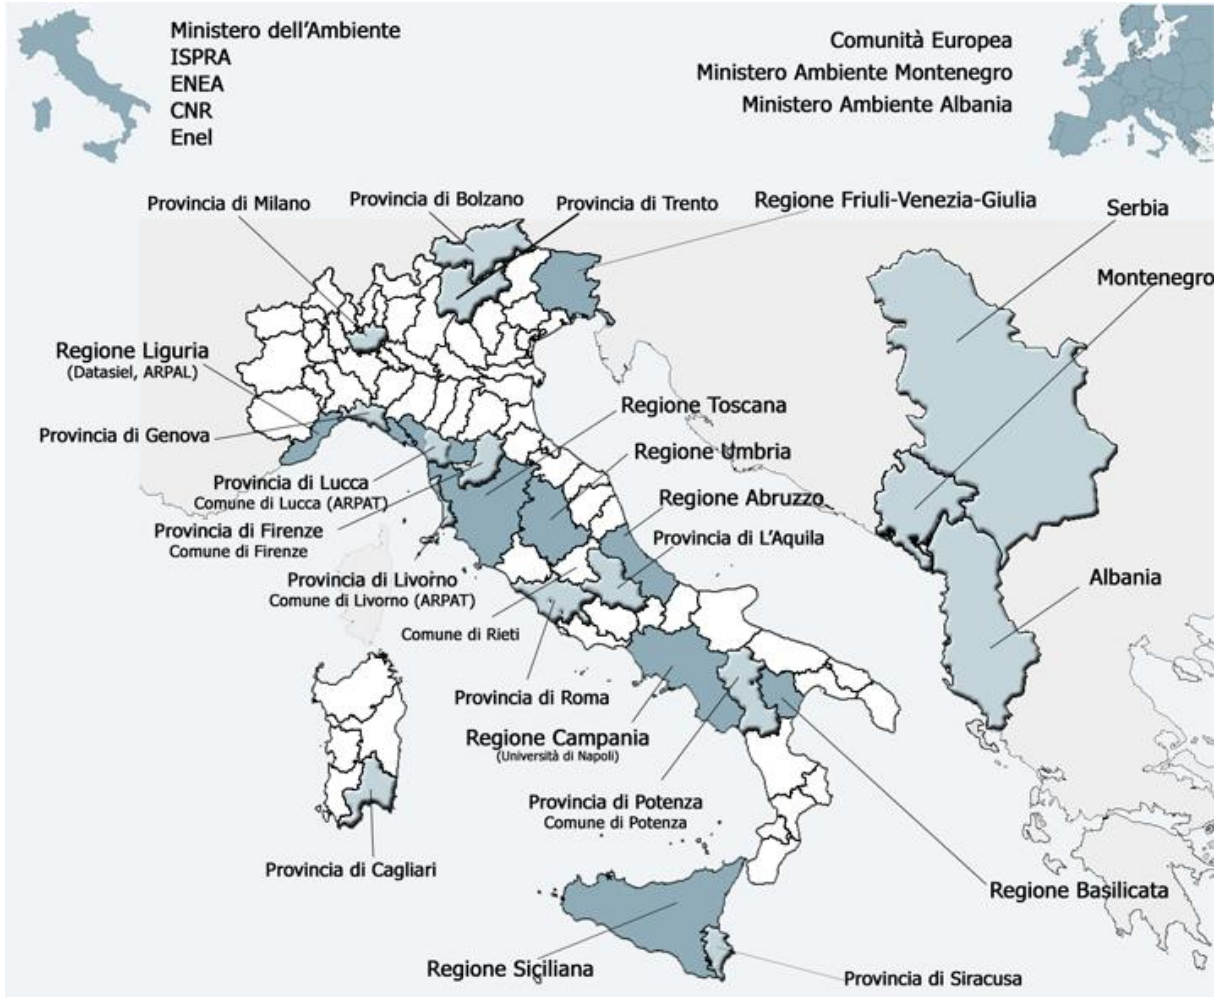 Ministero dell'Ambiente
ISPRA
ENEA
CNR
Enel
Comunità Europea
Ministero Ambiente Montenegro
Ministero Ambiente Albania
Provincia di Milano
Provincia di Bolzano
Provincia di Trento
Regione Friuli-Venezia-Giulia
Serbia
Montenegro
Regione Liguria
(Datasiel, ARPAL)
Regione Toscana
Provincia di Genova
Regione Umbria
Provincia di Lucca
Comune di Lucca (ARPAT)
Regione Abruzzo
Provincia di Firenze
Comune di Firenze
Provincia di L'Aquila
Provincia di Livorno
Comune di Livorno (ARPAT)
Albania
Comune di Rieti
Provincia di Roma
Regione Campania
(Università di Napoli)
Provincia di Potenza
Comune di Potenza
Provincia di Cagliari
Regione Basilicata
Regione Siciliana
Provincia di Siracusa